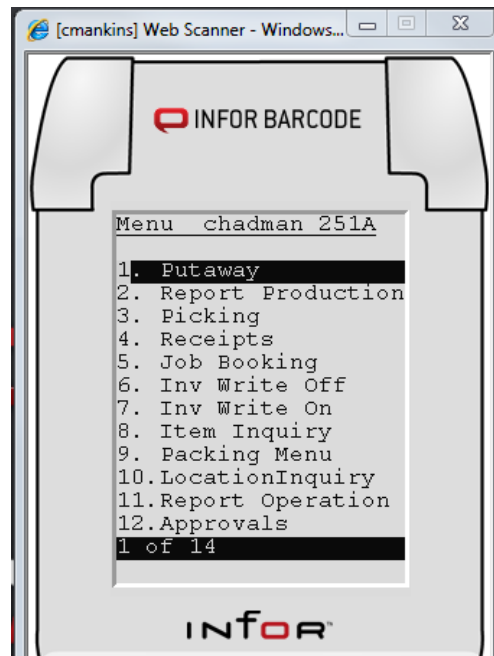 [cmankins] Web Scanner - Windows...
INFOR BARCODE
Menu  chadman 251A
1. Putaway
2. Report Production
3. Picking
4. Receipts
5. Job Booking
6. Inv Write Off
7. Inv Write On
8. Item Inquiry
9. Packing Menu
10.LocationInquiry
11.Report Operation
12.Approvals
1 of 14
INFOR